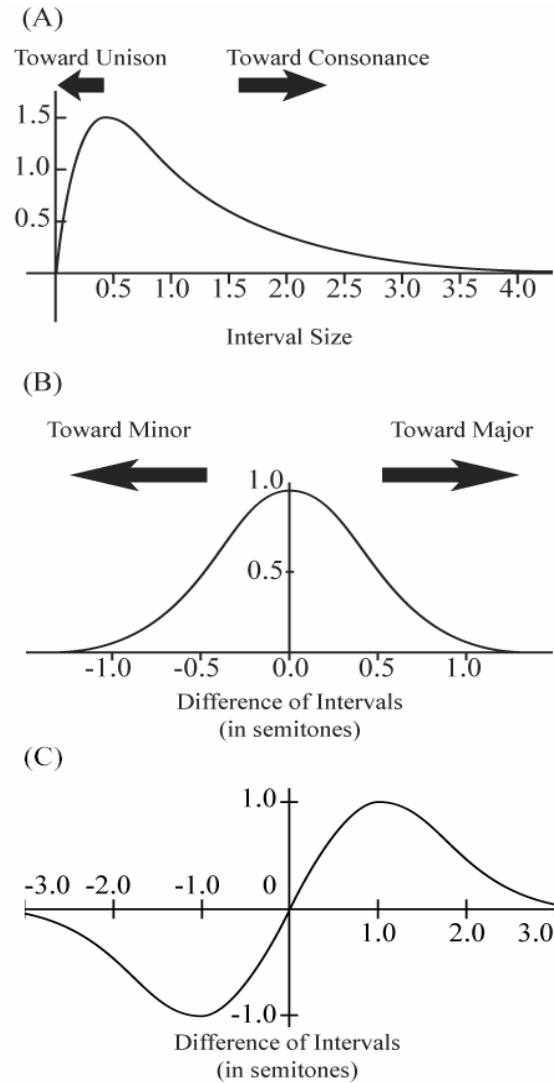 (A)
Toward Unison Toward Consonance
1.5
1.0
0.5
0.5 1.0 1.5 2.0 2.5 3.0 3.5 4.0
Interval Size
(B)
Toward Minor Toward Major
1.0
0.5
-1.0 -0.5 0.0 0.5 1.0
Difference of Intervals
(in semitones)
(C)
1.0
-3.0 -2.0 -1.0 0
1.0 2.0 3.0
-1.0
Difference of Intervals
(in semitones)